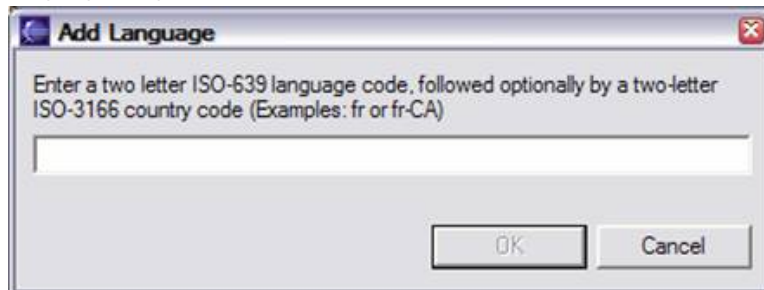 Add Language
Enter a two letter ISO-639 language code, followed optionally by a two-letter
ISO-3166 country code (Examples: fr or fr-CA)
OK Cancel